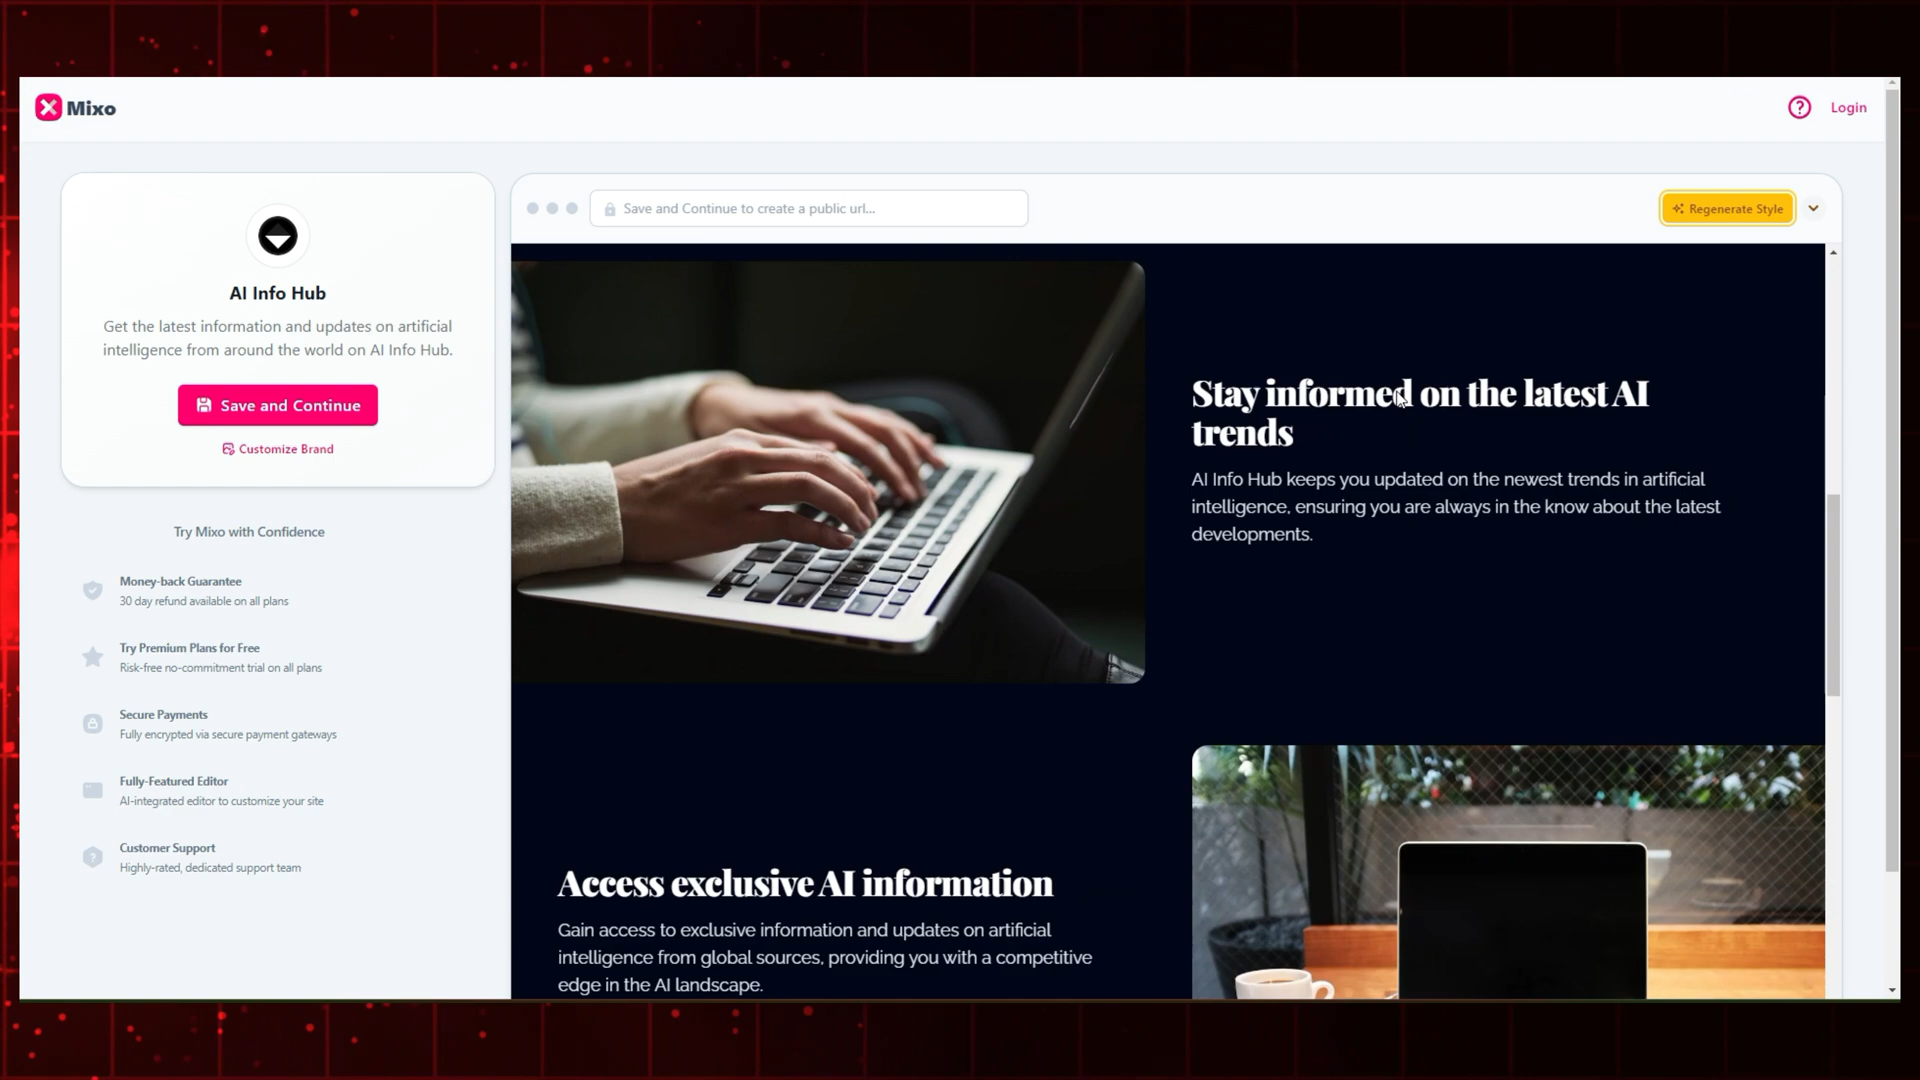 Mixo
Login
AI Info Hub
Get the latest information and updates on artificial
intelligence from around the world on AI Info Hub.
Save and Continue
Customize Brand
Try Mixo with Confidence
Money-back Guarantee
30 day refund available on all plans
Try Premium Plans for Free
Risk-free no-commitment trial on all plans
Secure Payments
Fully encrypted via secure payment gateways
Fully-Featured Editor
AI-integrated editor to customize your site
Customer Support
Highly-rated, dedicated support team
Save and Continue to create a public url...
Regenerate Style
Stay informed on the latest AI
trends
AI Info Hub keeps you updated on the newest trends in artificial
intelligence, ensuring you are always in the know about the latest
developments.
Access exclusive AI information
Gain access to exclusive information and updates on artificial
intelligence from global sources, providing you with a competitive
edge in the AI landscape.